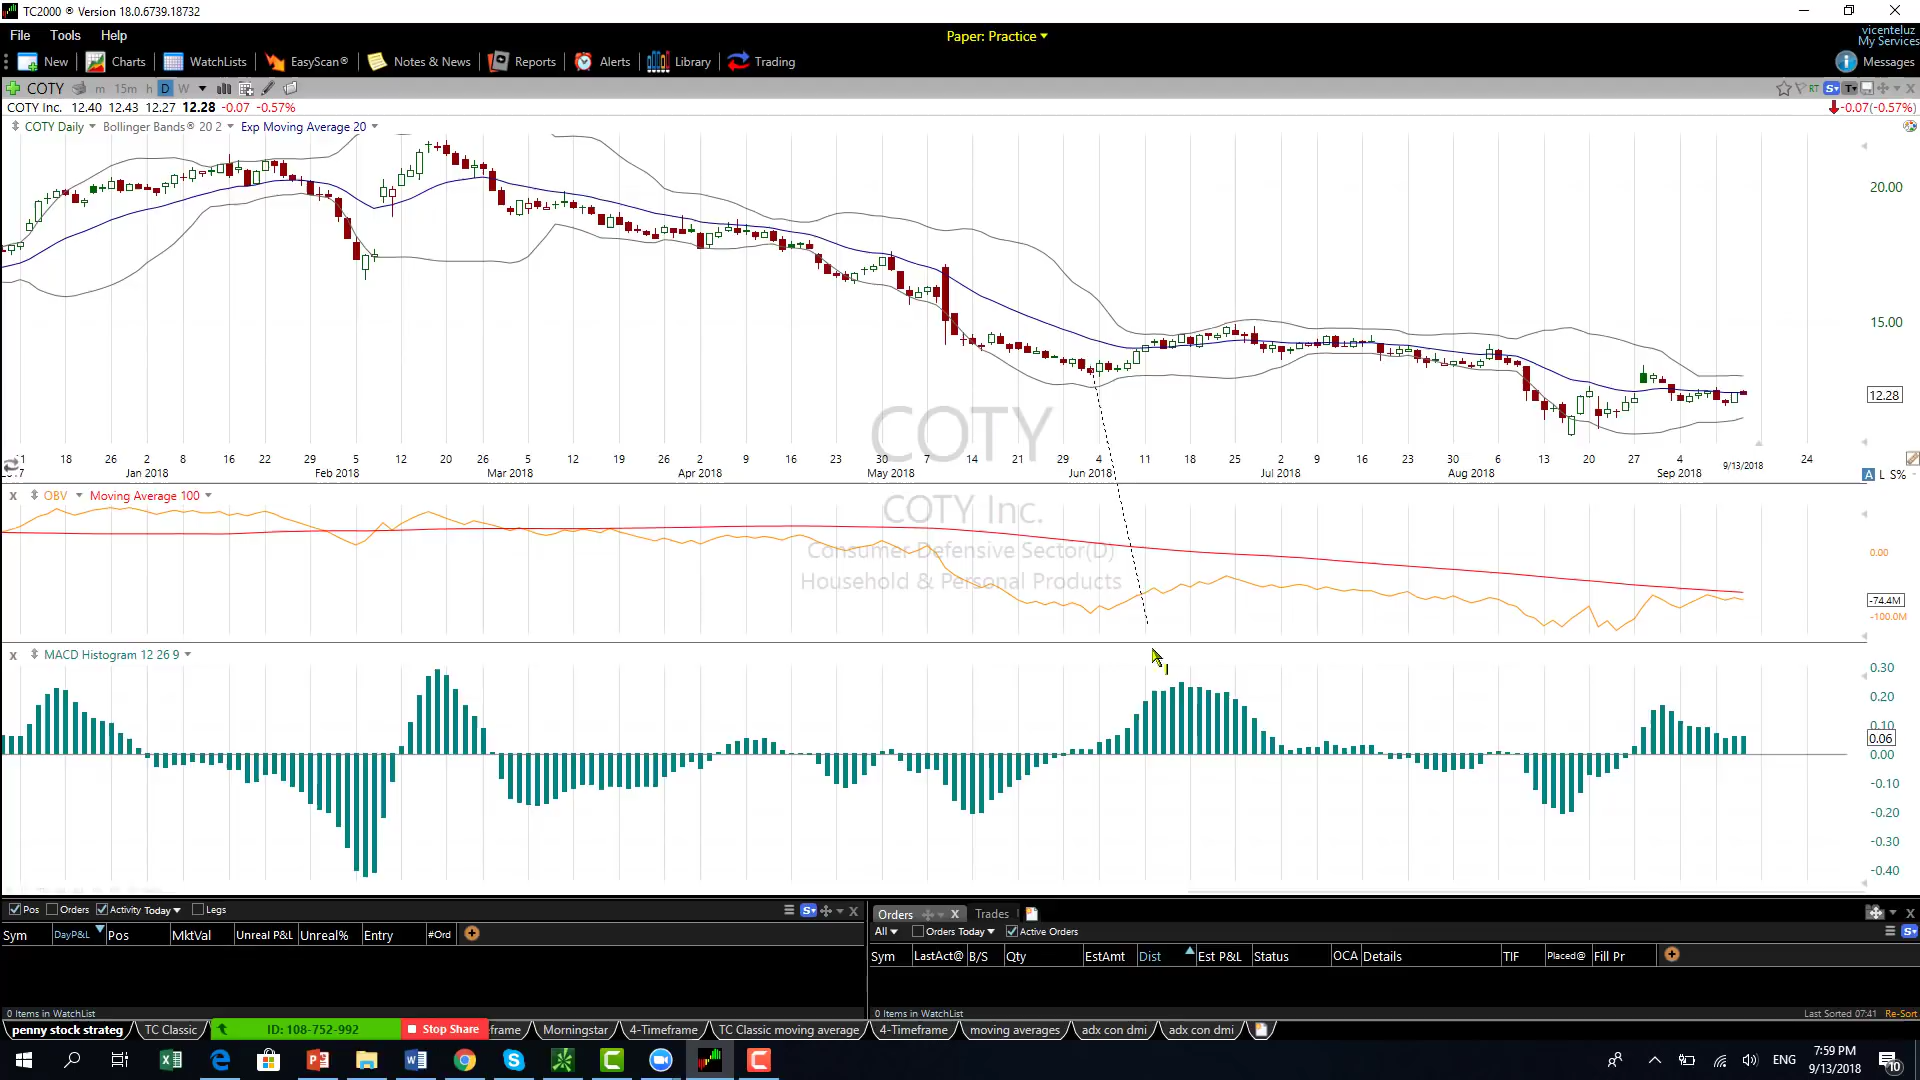 TC2000 ® Version 18.0.6739.18732
File Tools Help
Paper: Practice
vicenteluz
My Services
New Charts WatchLists EasyScan® Notes & News Reports Alerts Library Trading
Messages
COTY m 15m h D W
RT S T
COTY Inc. 12.40 12.43 12.27 12.28 -0.07 -0.57%
-0.07(-0.57%)
COTY Daily Bollinger Bands® 20 2 Exp Moving Average 20
20.00
15.00
12.28
COTY
11 18 26 2 8 16 22 29 5 12 20 26 5 12 19 26 2 9 16 23 30 7 14 21 29 4 11 18 25 2 9 16 23 30 6 13 20 27 4 9/13/2018 24
Jan 2018 Feb 2018 Mar 2018 Apr 2018 May 2018 Jun 2018 Jul 2018 Aug 2018 Sep 2018
A L S%
X OBV Moving Average 100
COTY Inc.
Consumer Defensive Sector(D)
Household & Personal Products
0.00
-74.4M
-100.0M
X MACD Histogram 12 26 9
0.30
0.20
0.10
0.06
0.00
-0.10
-0.20
-0.30
-0.40
Pos Orders Activity Today Legs
Sym DayP&L Pos MktVal Unreal P&L Unreal% Entry #Ord
0 Items in WatchList
Orders X Trades
All Orders Today Active Orders
Sym LastAct@ B/S Qty EstAmt Dist Est P&L Status OCA Details TIF Placed@ Fill Pr
0 Items in WatchList
Last Sorted 07:41 Re-Sort
penny stock strateg TC Classic ID: 108-752-992 Stop Share frame Morningstar 4-Timeframe TC Classic moving average 4-Timeframe moving averages adx con dmi adx con dmi
ENG
7:59 PM
9/13/2018
10